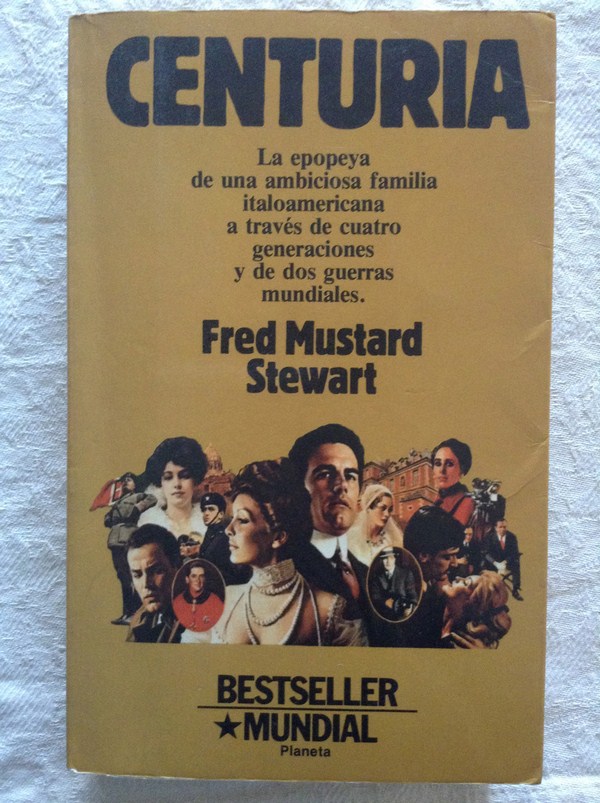 CENTURIA
La epopeya
de una ambiciosa familia
italoamericana
a través de cuatro
generaciones
y de dos guerras
mundiales.
Fred Mustard
Stewart
BESTSELLER
★MUNDIAL
Planeta